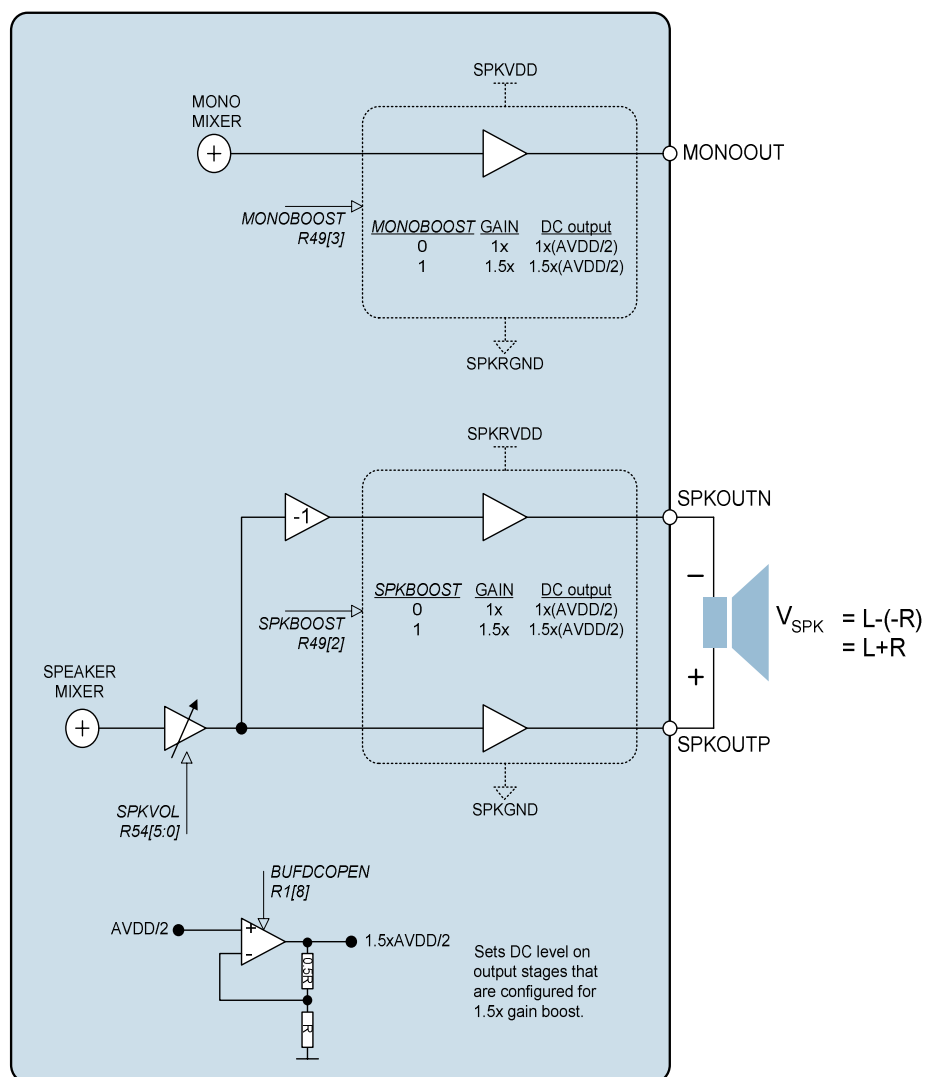 SPKVDD
MONO
MIXER
+
MONOOUT
MONOBOOST
R49[3]
MONOBOOST GAIN DC output
0 1x 1x(AVDD/2)
1 1.5x 1.5x(AVDD/2)
SPKRGND
SPKRVDD
SPKOUTN
-1
SPKBOOST
R49[2]
SPKBOOST GAIN DC output
0 1x 1x(AVDD/2)
1 1.5x 1.5x(AVDD/2)
−
+
VSPK = L-(-R)
= L+R
SPEAKER
MIXER
+
SPKOUTP
SPKVOL
R54[5:0]
SPKGND
BUFDCOPEN
R1[8]
AVDD/2
+
-
1.5xAVDD/2
0.5R
R
Sets DC level on
output stages that
are configured for
1.5x gain boost.